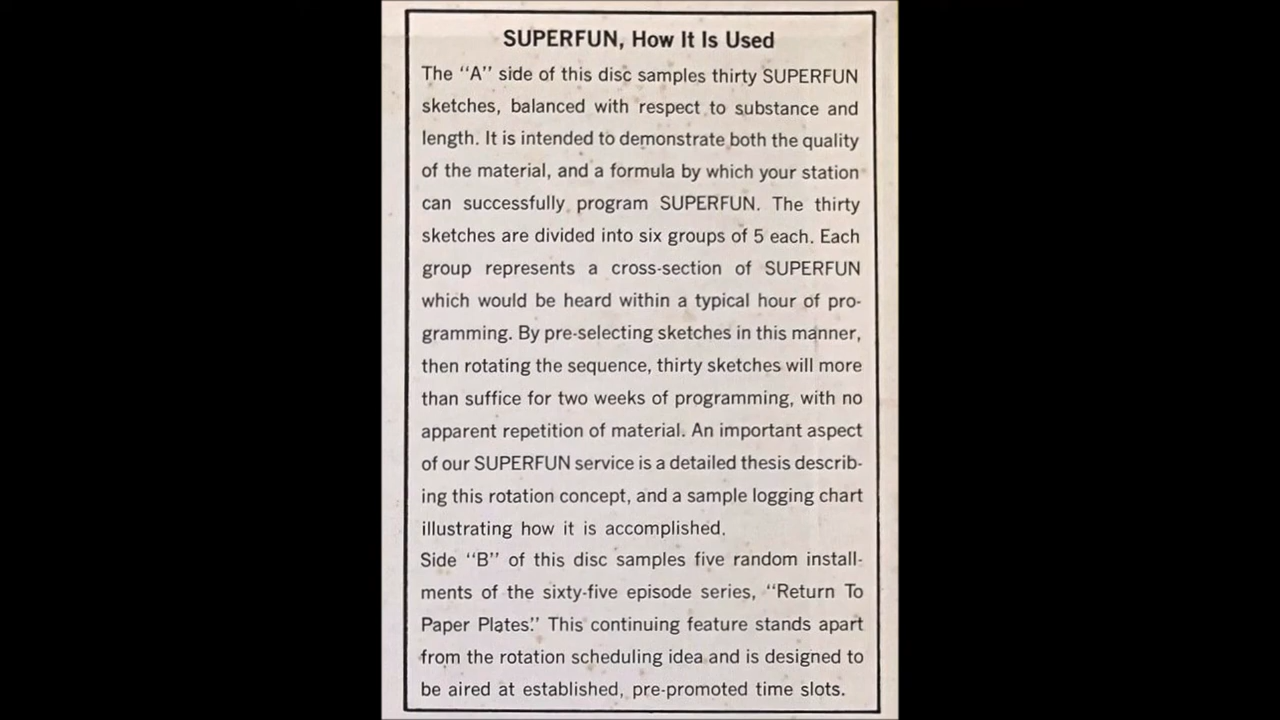 SUPERFUN, How It Is Used
The “A” side of this disc samples thirty SUPERFUN
sketches, balanced with respect to substance and
length. It is intended to demonstrate both the quality
of the material, and a formula by which your station
can successfully program SUPERFUN. The thirty
sketches are divided into six groups of 5 each. Each
group represents a cross-section of SUPERFUN
which would be heard within a typical hour of pro-
gramming. By pre-selecting sketches in this manner,
then rotating the sequence, thirty sketches will more
than suffice for two weeks of programming, with no
apparent repetition of material. An important aspect
of our SUPERFUN service is a detailed thesis describ-
ing this rotation concept, and a sample logging chart
illustrating how it is accomplished.
Side “B” of this disc samples five random install-
ments of the sixty-five episode series, “Return To
Paper Plates.” This continuing feature stands apart
from the rotation scheduling idea and is designed to
be aired at established, pre-promoted time slots.